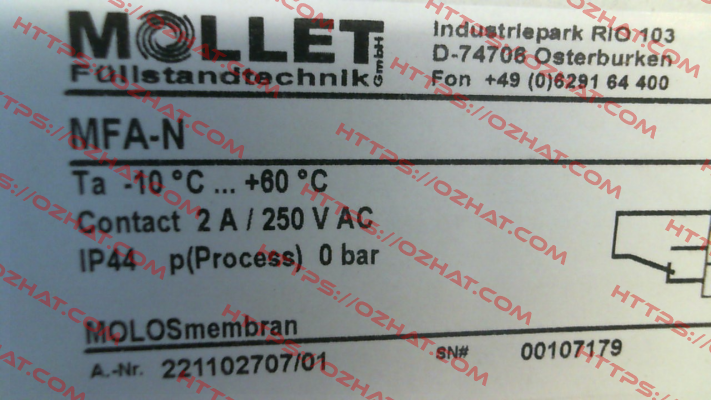 MOLLET
GmbH
Füllstandtechnik
Industriepark RIO 103
D-74706 Osterburken
Fon +49 (0)6291 64 400
MFA-N
Ta -10 °C ... +60 °C
Contact 2 A / 250 V AC
IP44 p(Process) 0 bar
MOLOSmembran
A.-Nr. 221102707/01
SN# 00107179
HTTPS://OZHAT.COM